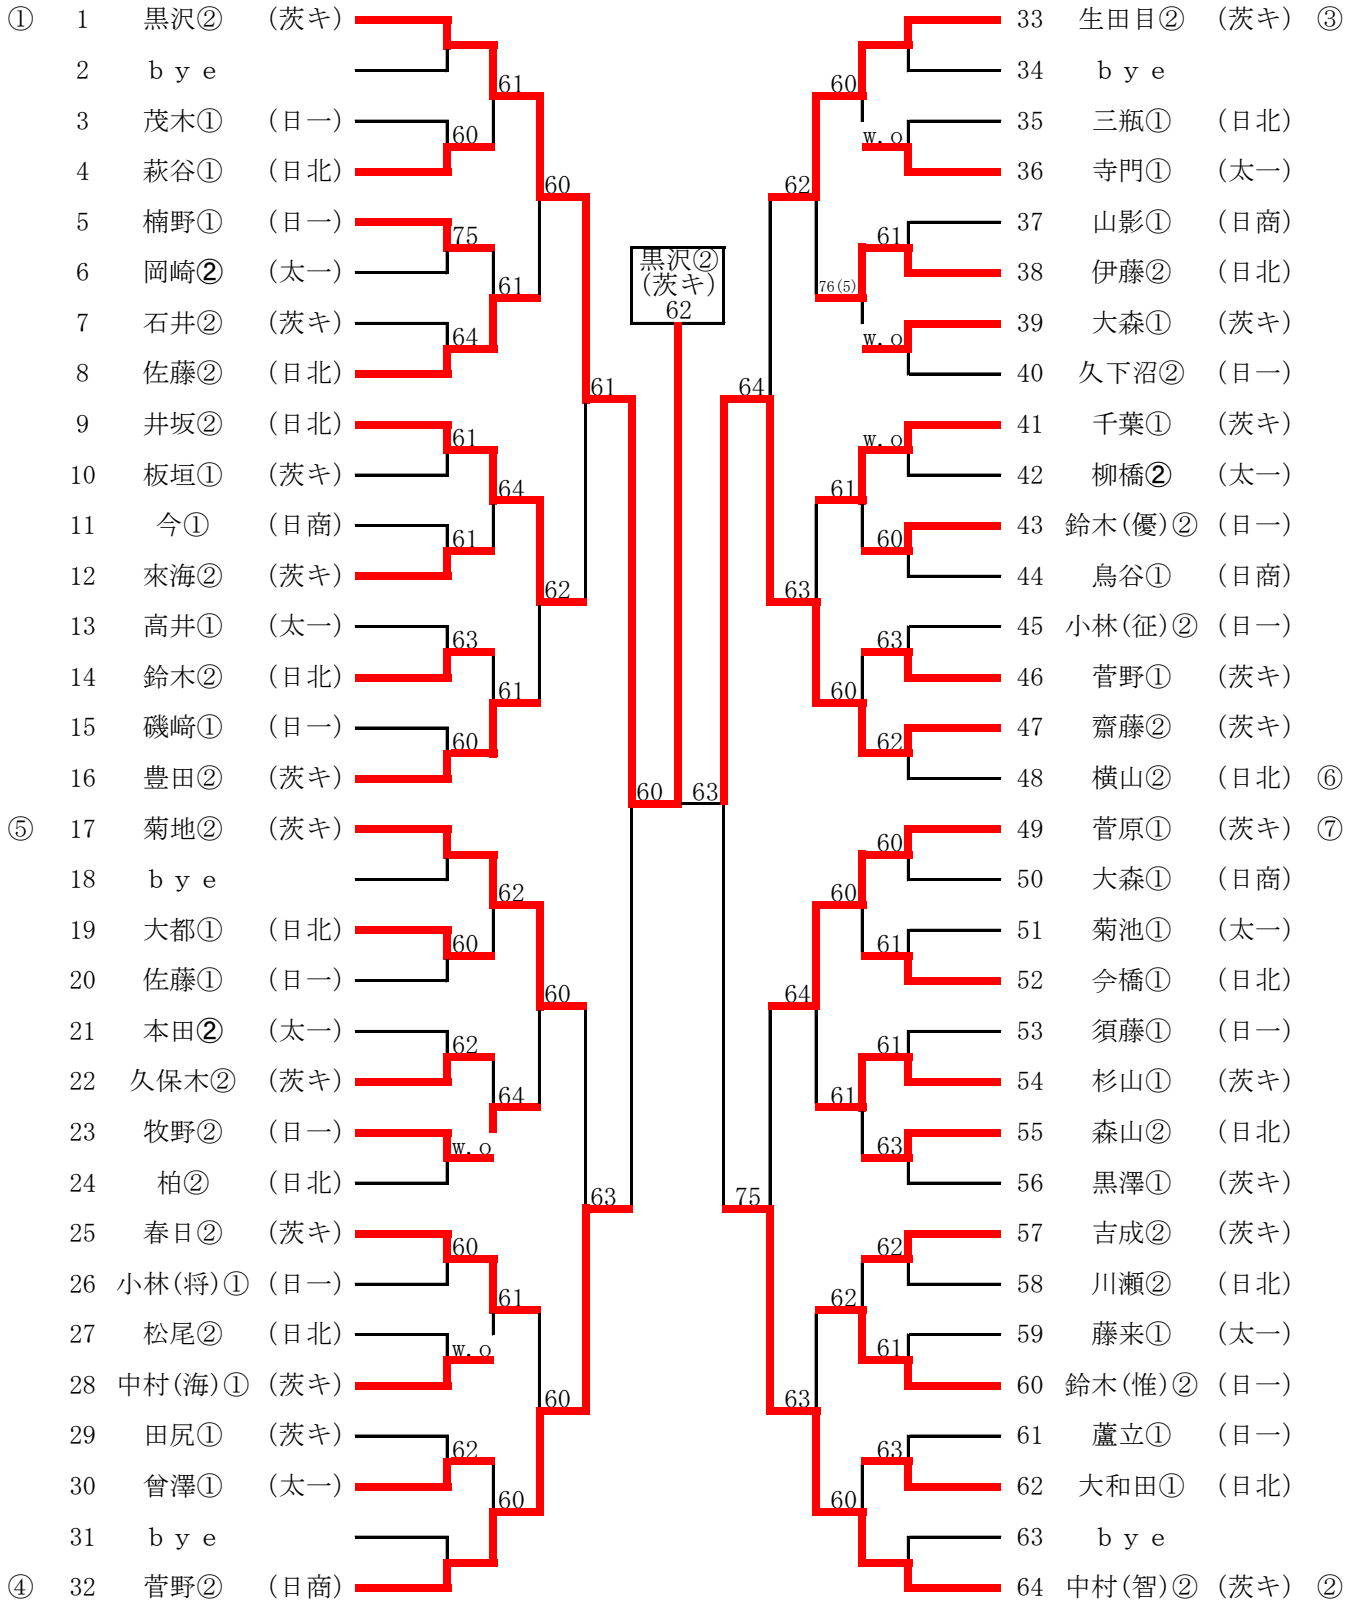 ① 1 黒沢② (茨キ)
2 ｂｙｅ
61
3 茂木① (日一)
60
4 萩谷① (日北)
60
5 楠野① (日一)
75
6 岡崎② (太一)
61
7 石井② (茨キ)
64
8 佐藤② (日北)
61
9 井坂② (日北)
61
10 板垣① (茨キ)
64
11 今① (日商)
61
12 來海② (茨キ)
62
13 高井① (太一)
63
14 鈴木② (日北)
61
15 磯﨑① (日一)
60
16 豊田② (茨キ)
60
⑤ 17 菊地② (茨キ)
18 ｂｙｅ
62
19 大都① (日北)
60
20 佐藤① (日一)
60
21 本田② (太一)
62
22 久保木② (茨キ)
64
23 牧野② (日一)
w.o
24 柏② (日北)
63
25 春日② (茨キ)
60
26 小林(将)① (日一)
61
27 松尾② (日北)
w.o
28 中村(海)① (茨キ)
60
29 田尻① (茨キ)
62
30 曾澤① (太一)
60
31 ｂｙｅ
④ 32 菅野② (日商)
黒沢②
(茨キ)
62
33 生田目② (茨キ) ③
34 ｂｙｅ
60
35 三瓶① (日北)
w.o
36 寺門① (太一)
62
37 山影① (日商)
61
38 伊藤② (日北)
76(5)
39 大森① (茨キ)
w.o
40 久下沼② (日一)
64
41 千葉① (茨キ)
w.o
42 柳橋② (太一)
61
43 鈴木(優)② (日一)
60
44 鳥谷① (日商)
63
45 小林(征)② (日一)
63
46 菅野① (茨キ)
60
47 齋藤② (茨キ)
62
48 横山② (日北) ⑥
63
49 菅原① (茨キ) ⑦
60
50 大森① (日商)
60
51 菊池① (太一)
61
52 今橋① (日北)
64
53 須藤① (日一)
61
54 杉山① (茨キ)
61
55 森山② (日北)
63
56 黒澤① (茨キ)
75
57 吉成② (茨キ)
62
58 川瀬② (日北)
62
59 藤来① (太一)
61
60 鈴木(惟)② (日一)
63
61 蘆立① (日一)
63
62 大和田① (日北)
60
63 ｂｙｅ
64 中村(智)② (茨キ) ②